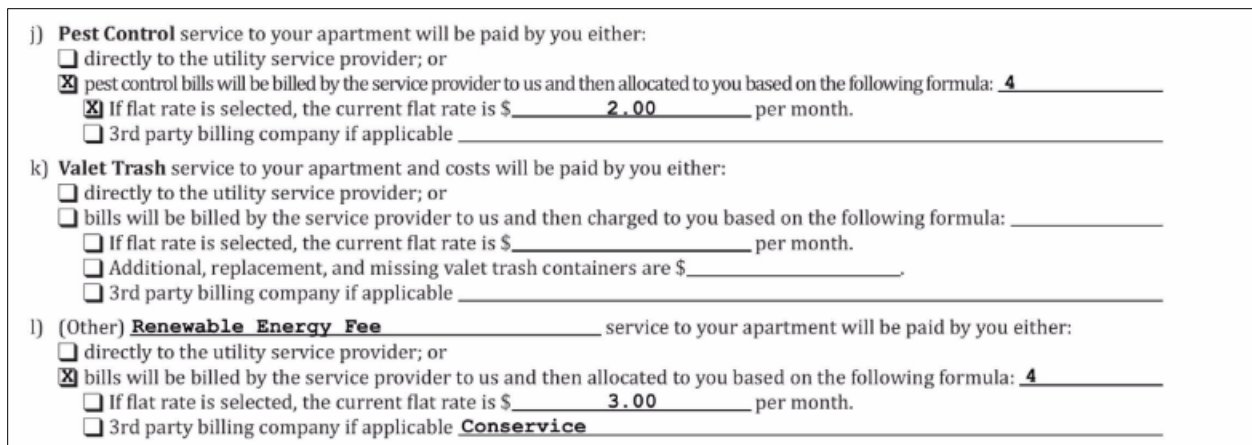 j) Pest Control service to your apartment will be paid by you either:
☐ directly to the utility service provider; or
☒ pest control bills will be billed by the service provider to us and then allocated to you based on the following formula: 4
☒ If flat rate is selected, the current flat rate is $ 2.00 per month.
☐ 3rd party billing company if applicable
k) Valet Trash service to your apartment and costs will be paid by you either:
☐ directly to the utility service provider; or
☐ bills will be billed by the service provider to us and then charged to you based on the following formula:
☐ If flat rate is selected, the current flat rate is $ per month.
☐ Additional, replacement, and missing valet trash containers are $ .
☐ 3rd party billing company if applicable
l) (Other) Renewable Energy Fee service to your apartment will be paid by you either:
☐ directly to the utility service provider; or
☒ bills will be billed by the service provider to us and then allocated to you based on the following formula: 4
☐ If flat rate is selected, the current flat rate is $ 3.00 per month.
☐ 3rd party billing company if applicable Conservice